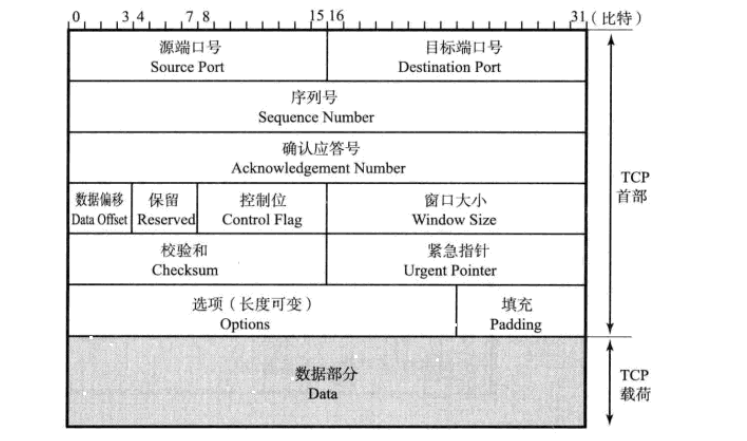 0 3 4 7 8 15 16 31 (比特)
源端口号 目标端口号
Source Port Destination Port
序列号
Sequence Number
确认应答号
Acknowledgement Number
TCP
首部
数据偏移 保留 控制位 窗口大小
Data Offset Reserved Control Flag Window Size
校验和 紧急指针
Checksum Urgent Pointer
选项（长度可变） 填充
Options Padding
数据部分
Data
TCP
载荷